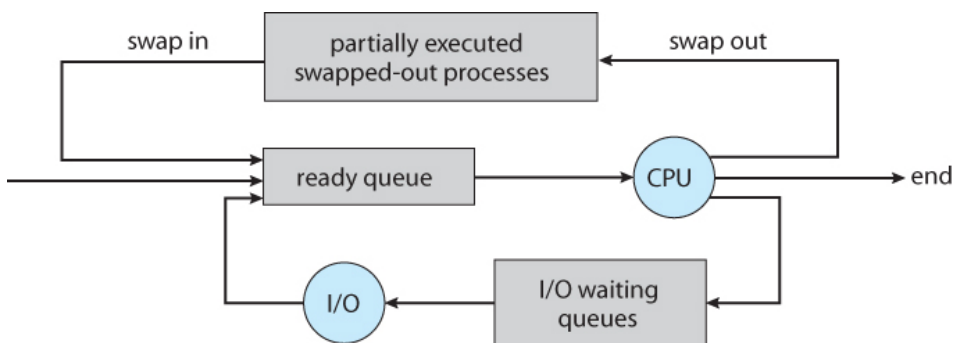 swap in
partially executed
swapped-out processes
swap out
ready queue
CPU
end
I/O
I/O waiting
queues